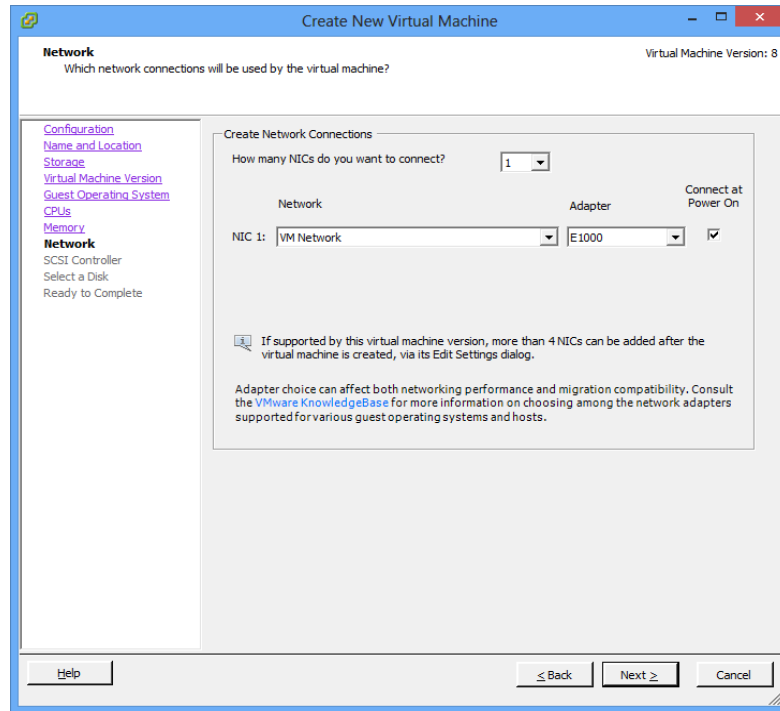 Create New Virtual Machine
Network
Which network connections will be used by the virtual machine?
Virtual Machine Version: 8
Configuration
Name and Location
Storage
Virtual Machine Version
Guest Operating System
CPUs
Memory
Network
SCSI Controller
Select a Disk
Ready to Complete
Create Network Connections
How many NICs do you want to connect? 1
Network Adapter Connect at
Power On
NIC 1: VM Network E1000
If supported by this virtual machine version, more than 4 NICs can be added after the
virtual machine is created, via its Edit Settings dialog.
Adapter choice can affect both networking performance and migration compatibility. Consult
the VMware KnowledgeBase for more information on choosing among the network adapters
supported for various guest operating systems and hosts.
Help
< Back
Next >
Cancel